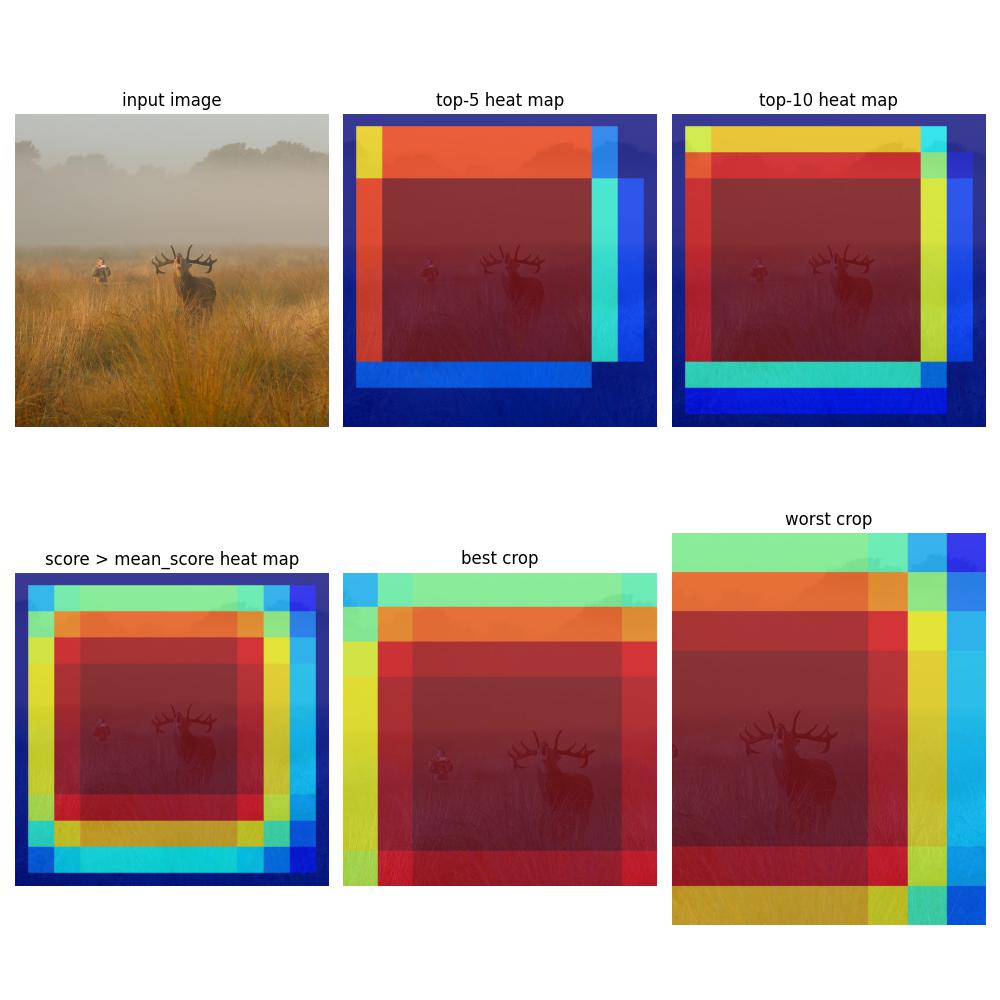 input image
top-5 heat map
top-10 heat map
score > mean_score heat map
best crop
worst crop